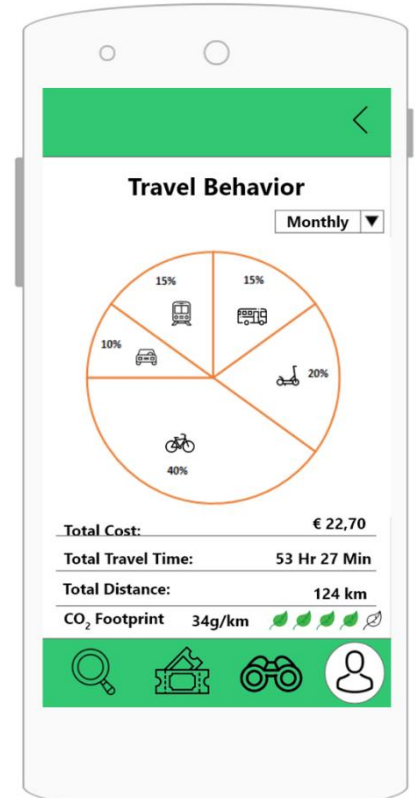 Travel Behavior
Monthly
15% 15%
10%
20%
40%
Total Cost: € 22,70
Total Travel Time: 53 Hr 27 Min
Total Distance: 124 km
CO₂ Footprint 34g/km